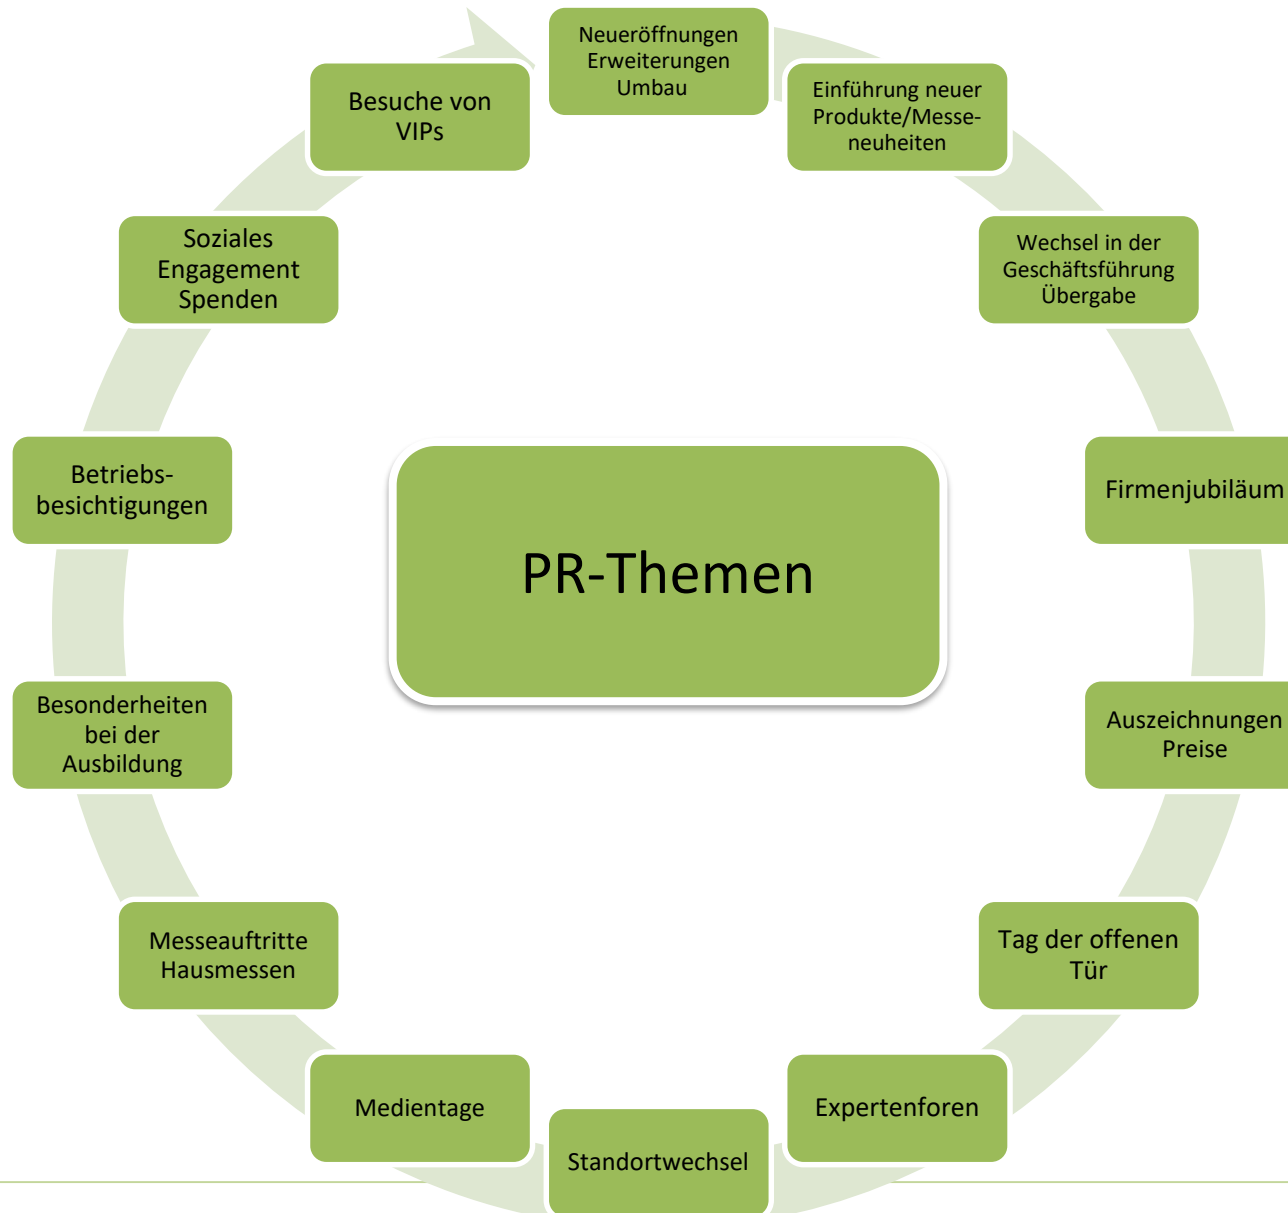 Neueröffnungen
Erweiterungen
Umbau
Einführung neuer
Produkte/Messe-
neuheiten
Wechsel in der
Geschäftsführung
Übergabe
Firmenjubiläum
Auszeichnungen
Preise
Tag der offenen
Tür
Expertenforen
Standortwechsel
Medientage
Messeauftritte
Hausmessen
Besonderheiten
bei der
Ausbildung
Betriebs-
besichtigungen
Soziales
Engagement
Spenden
Besuche von
VIPs
PR-Themen